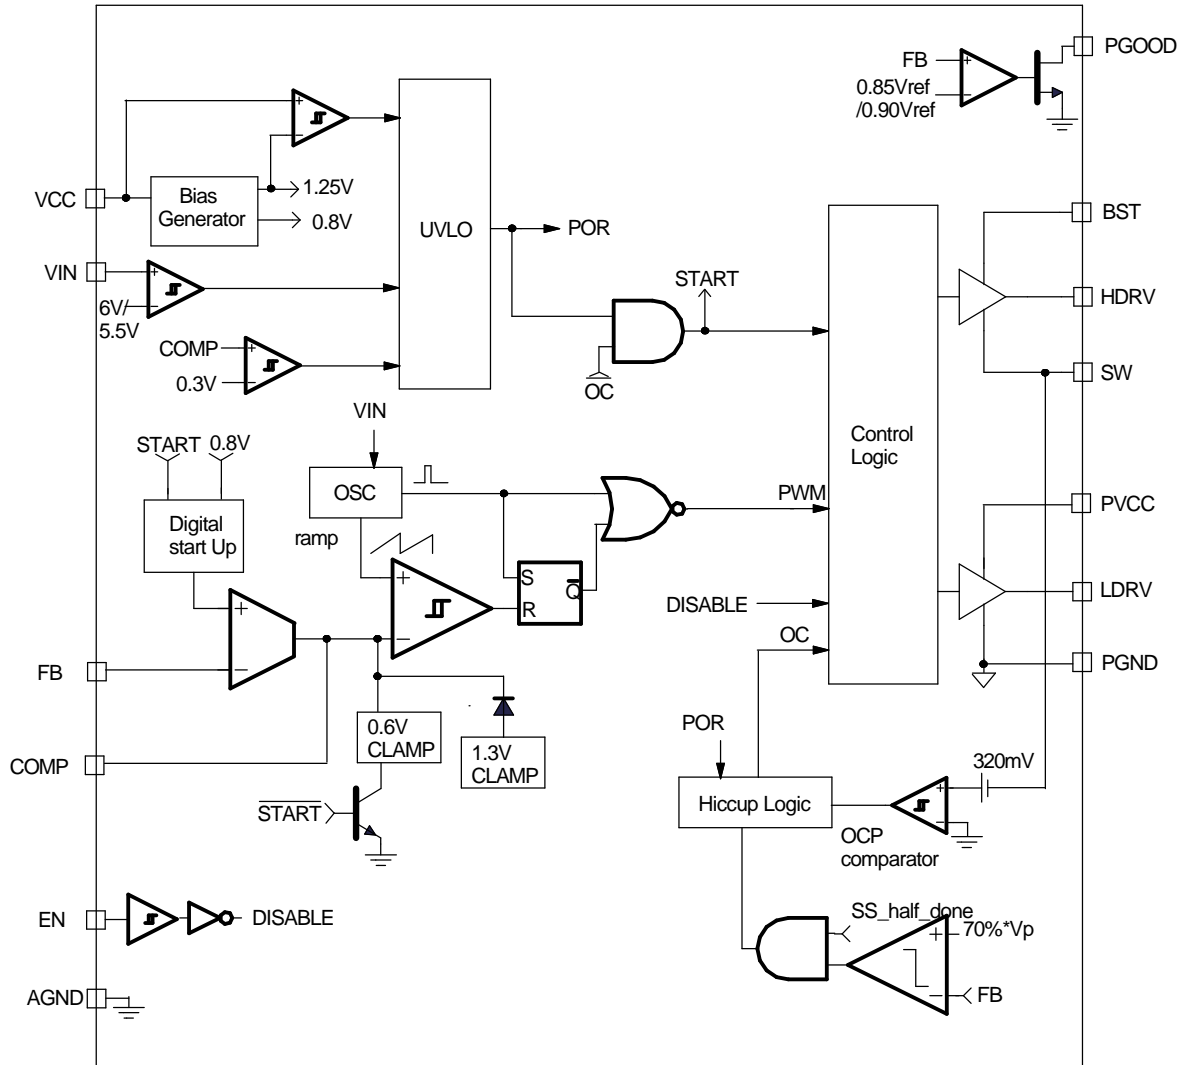 PGOOD
FB
+
0.85Vref
/0.90Vref
−
+
−
VCC
Bias
Generator
1.25V
0.8V
UVLO
POR
BST
VIN
+
6V/
5.5V
−
START
HDRV
COMP
+
0.3V
−
OC
SW
VIN
START
0.8V
OSC
Control
Logic
PWM
PVCC
Digital
start Up
ramp
+
S
Q
R
−
DISABLE
LDRV
+
−
OC
FB
PGND
0.6V
CLAMP
1.3V
CLAMP
POR
COMP
320mV
START
Hiccup Logic
+
−
OCP
comparator
EN
DISABLE
SS_half_done
+
70%*Vp
−
FB
AGND